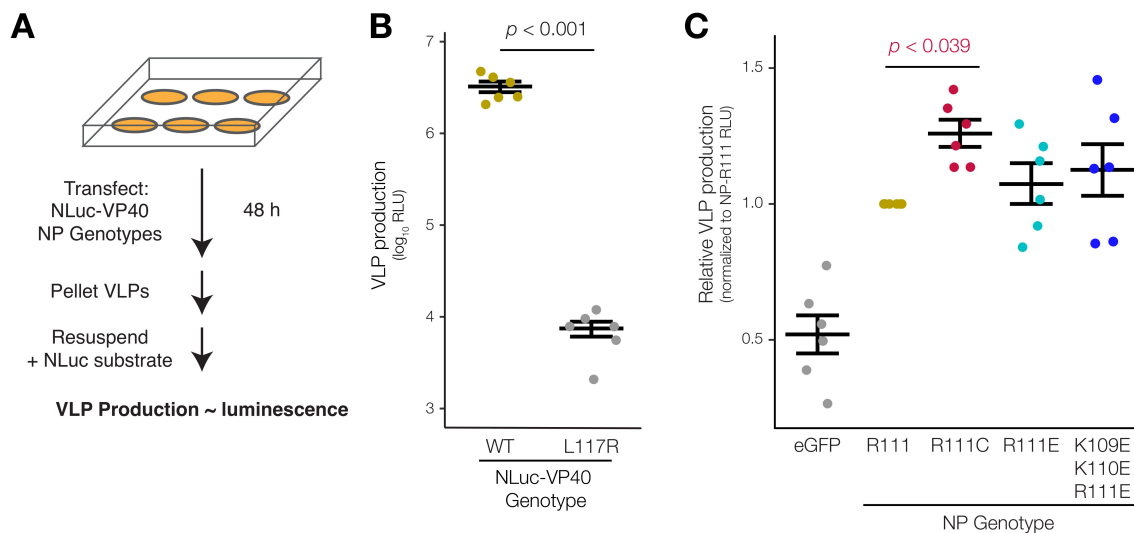 A
Transfect:
NLuc-VP40
NP Genotypes
48 h
Pellet VLPs
Resuspend
+ NLuc substrate
VLP Production ~ luminescence
B
p < 0.001
VLP production
(log10 RLU)
7
6
5
4
3
WT
L117R
NLuc-VP40
Genotype
C
p < 0.039
Relative VLP production
(normalized to NP-R111 RLU)
1.5
1.0
0.5
eGFP
R111
R111C
R111E
K109E
K110E
R111E
NP Genotype